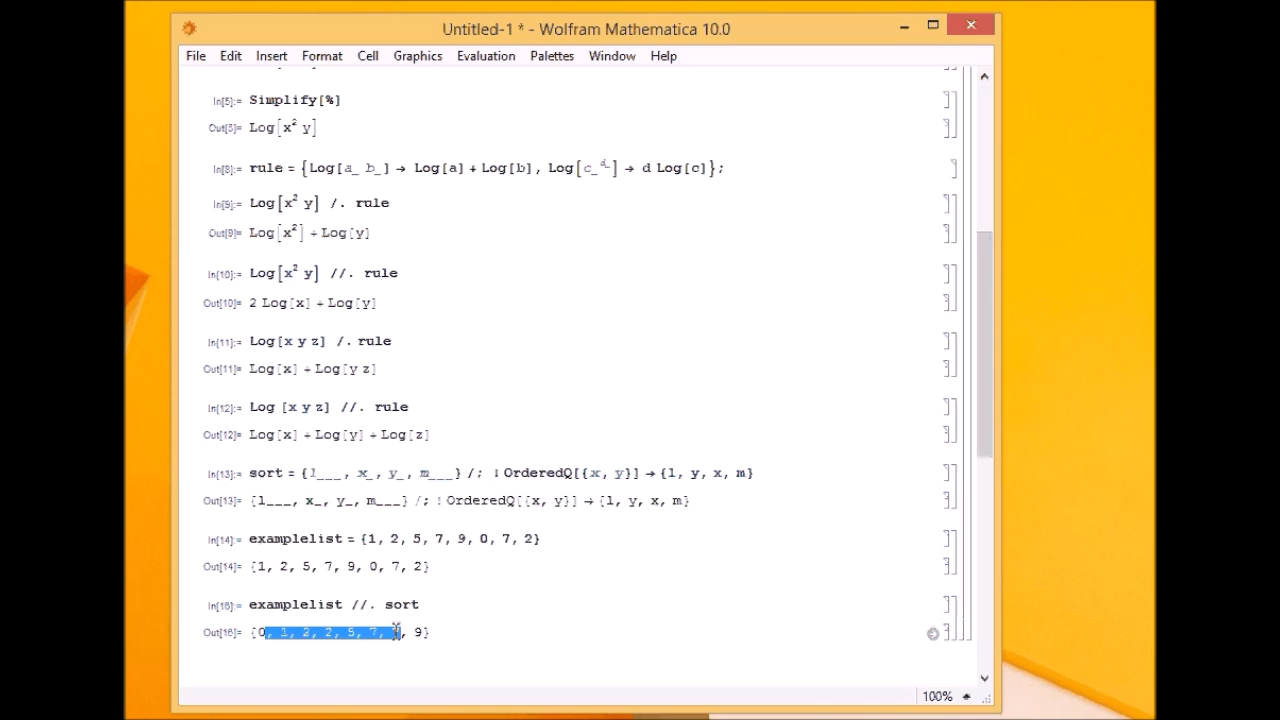 Untitled-1 * - Wolfram Mathematica 10.0
File Edit Insert Format Cell Graphics Evaluation Palettes Window Help
In[5]:= Simplify[%]
Out[5]= Log[x² y]
In[8]:= rule = {Log[a_ b_] → Log[a] + Log[b], Log[c_^d_] → d Log[c]};
In[9]:= Log[x² y] /. rule
Out[9]= Log[x²] + Log[y]
In[10]:= Log[x² y] //. rule
Out[10]= 2 Log[x] + Log[y]
In[11]:= Log[x y z] /. rule
Out[11]= Log[x] + Log[y z]
In[12]:= Log [x y z] //. rule
Out[12]= Log[x] + Log[y] + Log[z]
In[13]:= sort = {l___, x_, y_, m___} /; ! OrderedQ[{x, y}] → {l, y, x, m}
Out[13]= {l___, x_, y_, m___} /; ! OrderedQ[{x, y}] → {l, y, x, m}
In[14]:= examplelist = {1, 2, 5, 7, 9, 0, 7, 2}
Out[14]= {1, 2, 5, 7, 9, 0, 7, 2}
In[16]:= examplelist //. sort
Out[16]= {0, 1, 2, 2, 5, 7, , 9}
100%